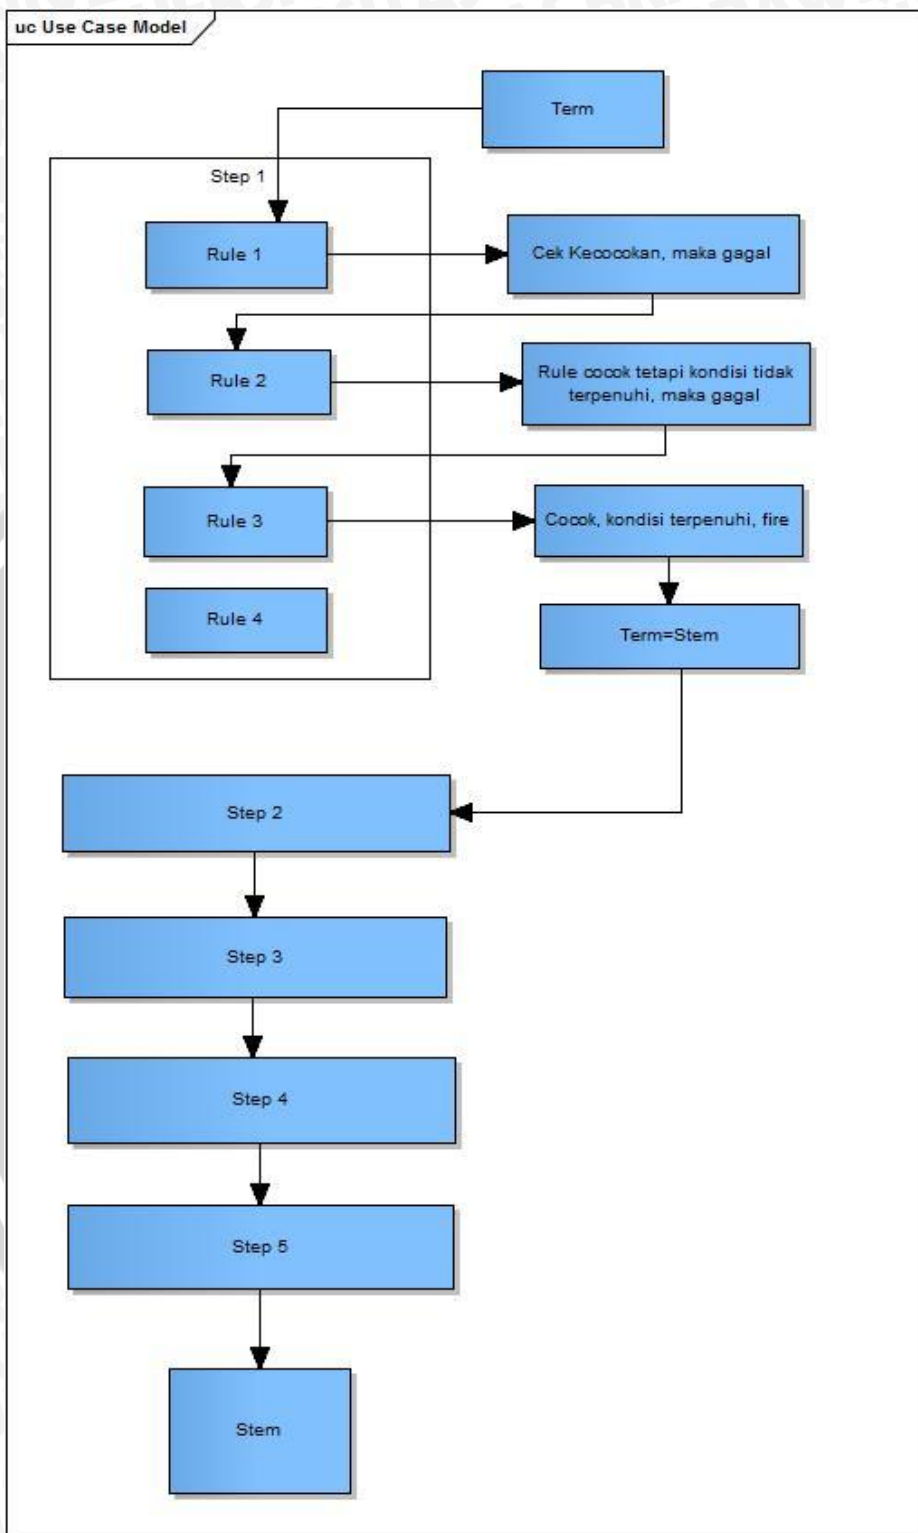 uc Use Case Model
Term
Step 1
Rule 1
Cek Kecocokan, maka gagal
Rule 2
Rule cocok tetapi kondisi tidak
terpenuhi, maka gagal
Rule 3
Cocok, kondisi terpenuhi, fire
Rule 4
Term=Stem
Step 2
Step 3
Step 4
Step 5
Stem